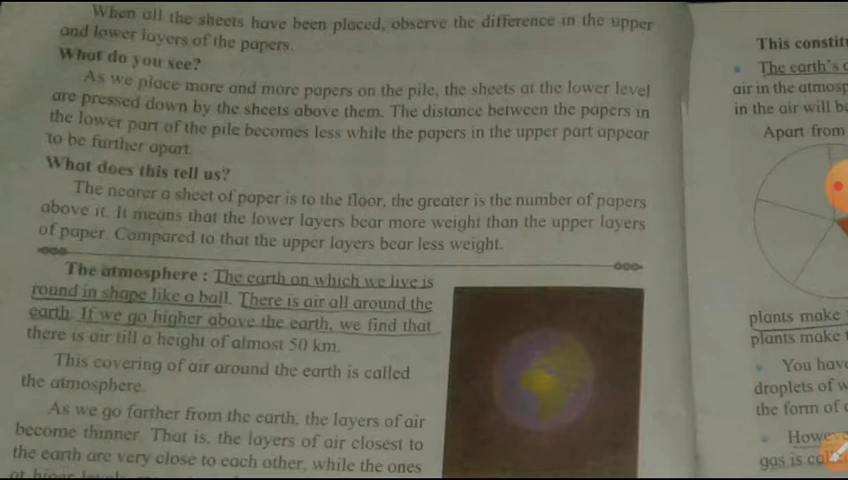 When all the sheets have been placed, observe the difference in the upper
and lower layers of the papers.
What do you see?
As we place more and more papers on the pile, the sheets at the lower level
are pressed down by the sheets above them. The distance between the papers in
the lower part of the pile becomes less while the papers in the upper part appear
to be further apart.
What does this tell us?
The nearer a sheet of paper is to the floor, the greater is the number of papers
above it. It means that the lower layers bear more weight than the upper layers
of paper. Compared to that the upper layers bear less weight.
The atmosphere : The earth on which we live is
round in shape like a ball. There is air all around the
earth. If we go higher above the earth, we find that
there is air till a height of almost 50 km.
This covering of air around the earth is called
the atmosphere.
As we go farther from the earth, the layers of air
become thinner. That is, the layers of air closest to
the earth are very close to each other, while the ones
This
The earth's
air in the
in the air will
Apart from
plants make
plants make
You
droplets of
the form of
gas is